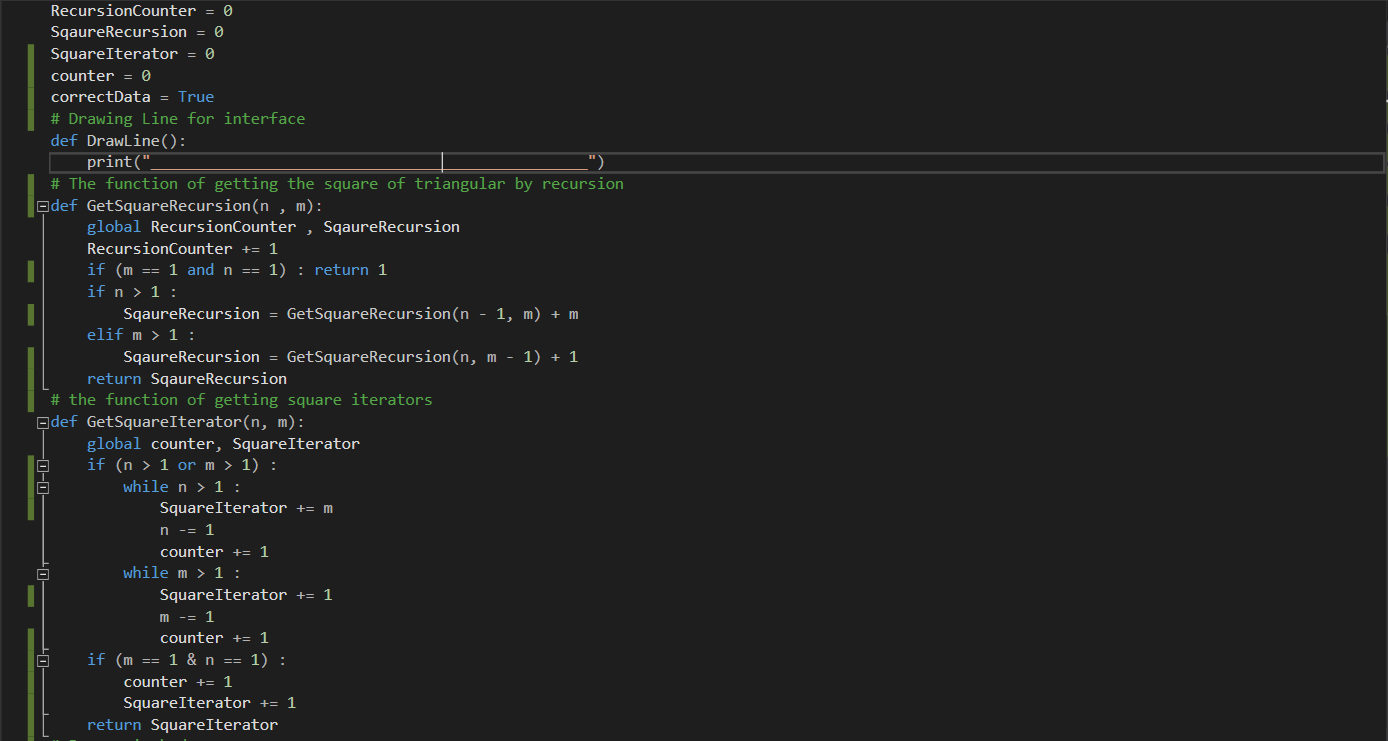 RecursionCounter = 0
SqaureRecursion = 0
SquareIterator = 0
counter = 0
correctData = True
# Drawing Line for interface
def DrawLine():
    print("________________________________________________")
# The function of getting the square of triangular by recursion
def GetSquareRecursion(n , m):
    global RecursionCounter , SqaureRecursion
    RecursionCounter += 1
    if (m == 1 and n == 1) : return 1
    if n > 1 :
        SqaureRecursion = GetSquareRecursion(n - 1, m) + m
    elif m > 1 :
        SqaureRecursion = GetSquareRecursion(n, m - 1) + 1
    return SqaureRecursion
# the function of getting square iterators
def GetSquareIterator(n, m):
    global counter, SquareIterator
    if (n > 1 or m > 1) :
        while n > 1 :
            SquareIterator += m
            n -= 1
            counter += 1
        while m > 1 :
            SquareIterator += 1
            m -= 1
            counter += 1
    if (m == 1 & n == 1) :
        counter += 1
        SquareIterator += 1
    return SquareIterator